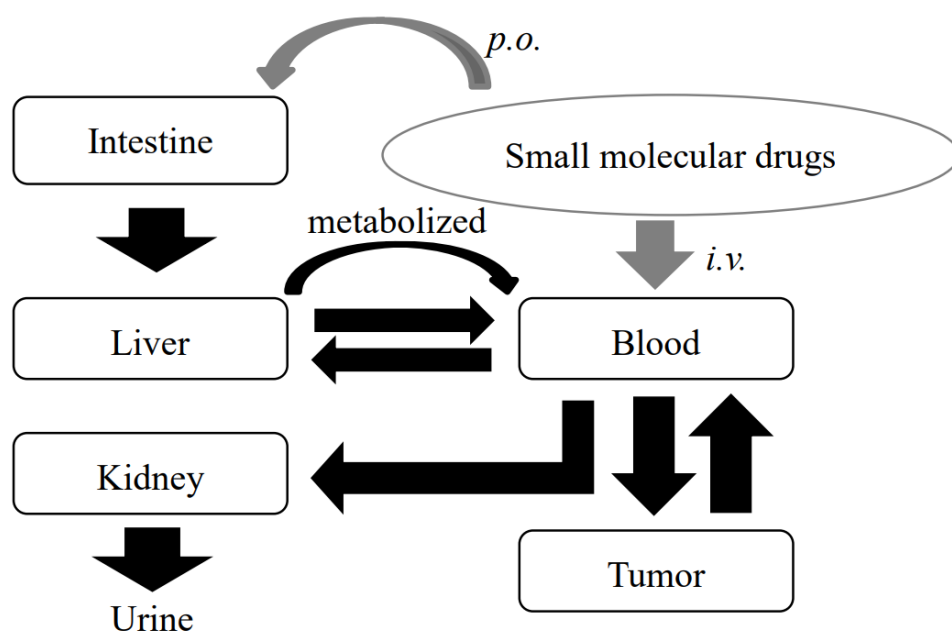 p.o.
Intestine
Small molecular drugs
metabolized
i.v.
Liver
Blood
Kidney
Tumor
Urine